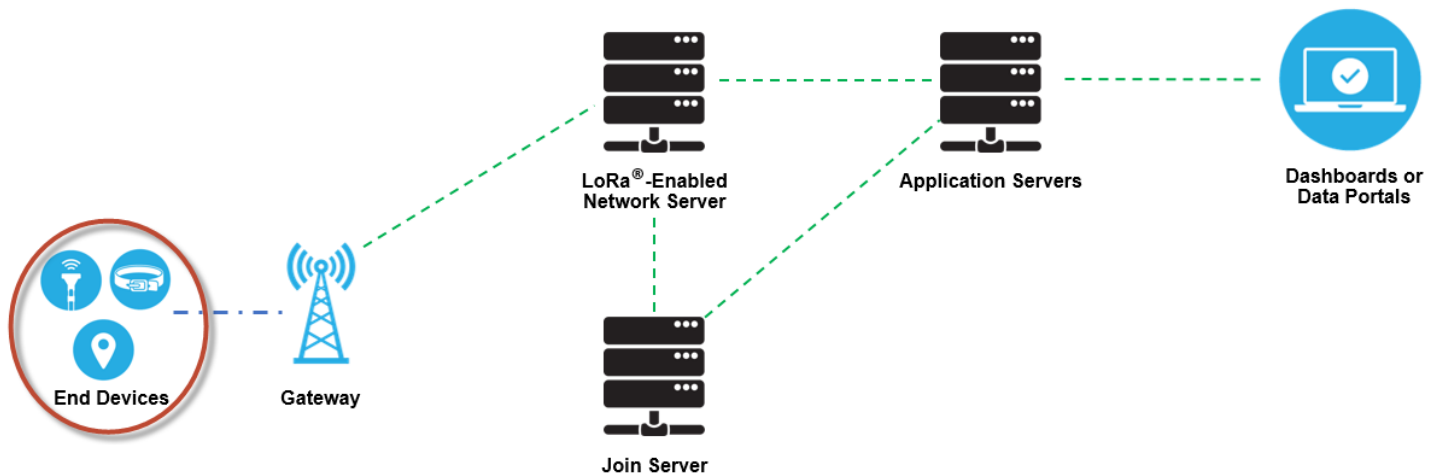 LoRa®-Enabled
Network Server
Application Servers
Dashboards or
Data Portals
End Devices
Gateway
Join Server